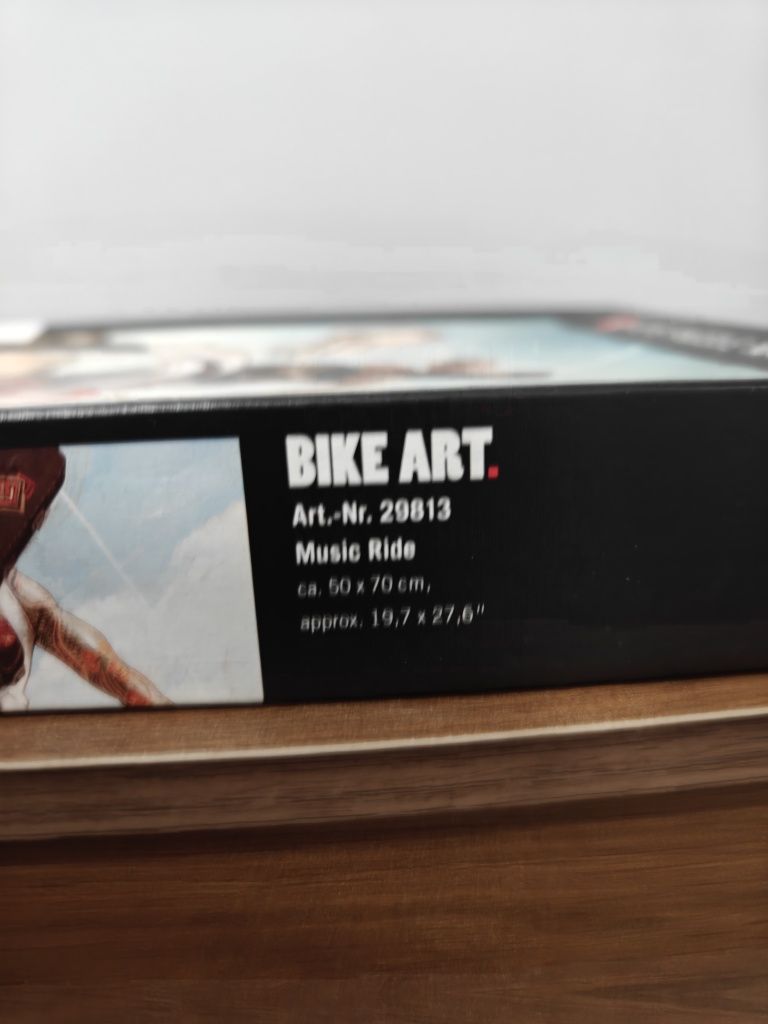 BIKE ART.
Art.-Nr. 29813
Music Ride
ca. 50 x 70 cm,
approx. 19,7 x 27,6"